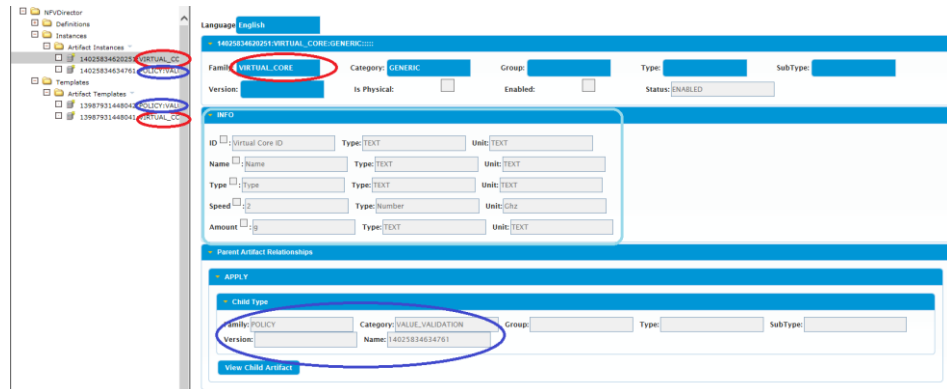 NFVDirector
Definitions
Instances
Artifact Instances
14025834620251:VIRTUAL_CC
14025834634761:POLICY:VALI
Templates
Artifact Templates
13987931448042:POLICY:VALI
13987931448041:VIRTUAL_CC
Language English
14025834620251:VIRTUAL_CORE:GENERIC:::::
Family: VIRTUAL_CORE Category: GENERIC Group: Type: SubType:
Version: Is Physical: Enabled: Status: ENABLED
INFO
ID : Virtual Core ID Type: TEXT Unit: TEXT
Name : Name Type: TEXT Unit: TEXT
Type : Type Type: TEXT Unit: TEXT
Speed : 2 Type: Number Unit: Ghz
Amount : 9 Type: TEXT Unit: TEXT
Parent Artifact Relationships
APPLY
Child Type
Family: POLICY Category: VALUE_VALIDATION Group: Type: SubType:
Version: Name: 14025834634761
View Child Artifact